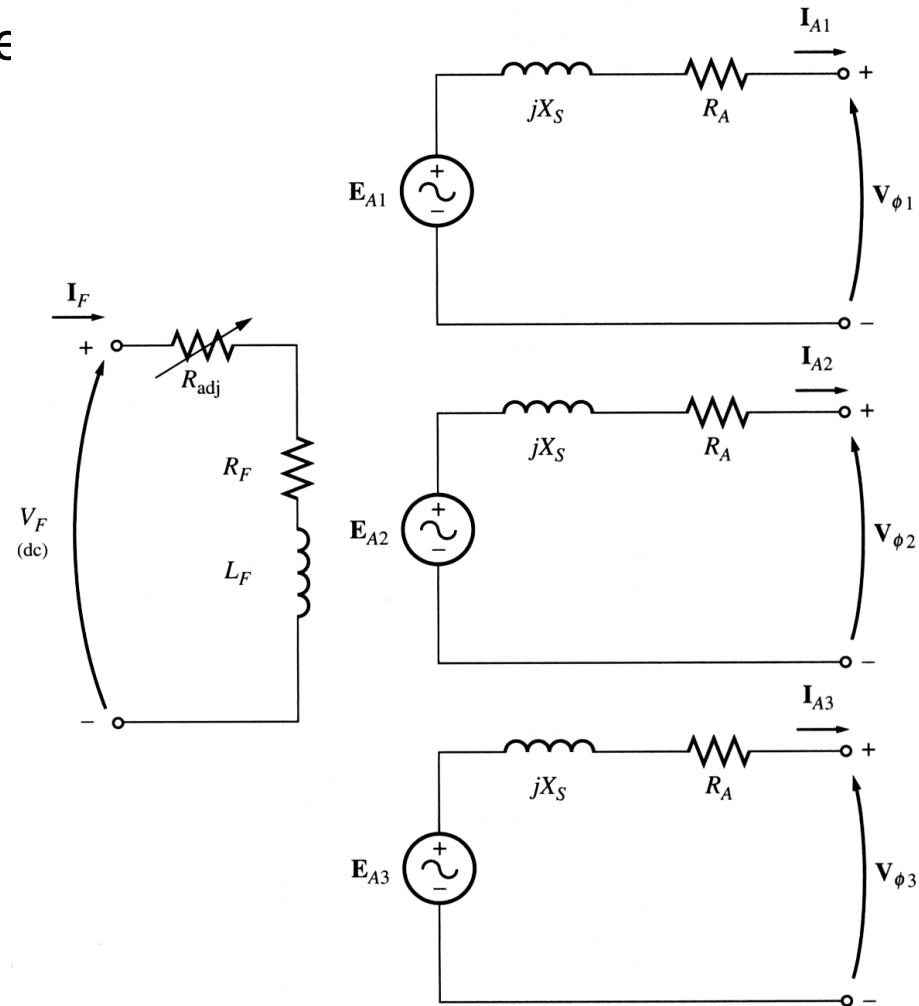 I_A1
+
jX_S
R_A
E_A1
+
−
V_ϕ1
−
I_F
+
R_adj
R_F
V_F
(dc)
L_F
−
I_A2
+
jX_S
R_A
E_A2
+
−
V_ϕ2
−
I_A3
+
jX_S
R_A
E_A3
+
−
V_ϕ3
−